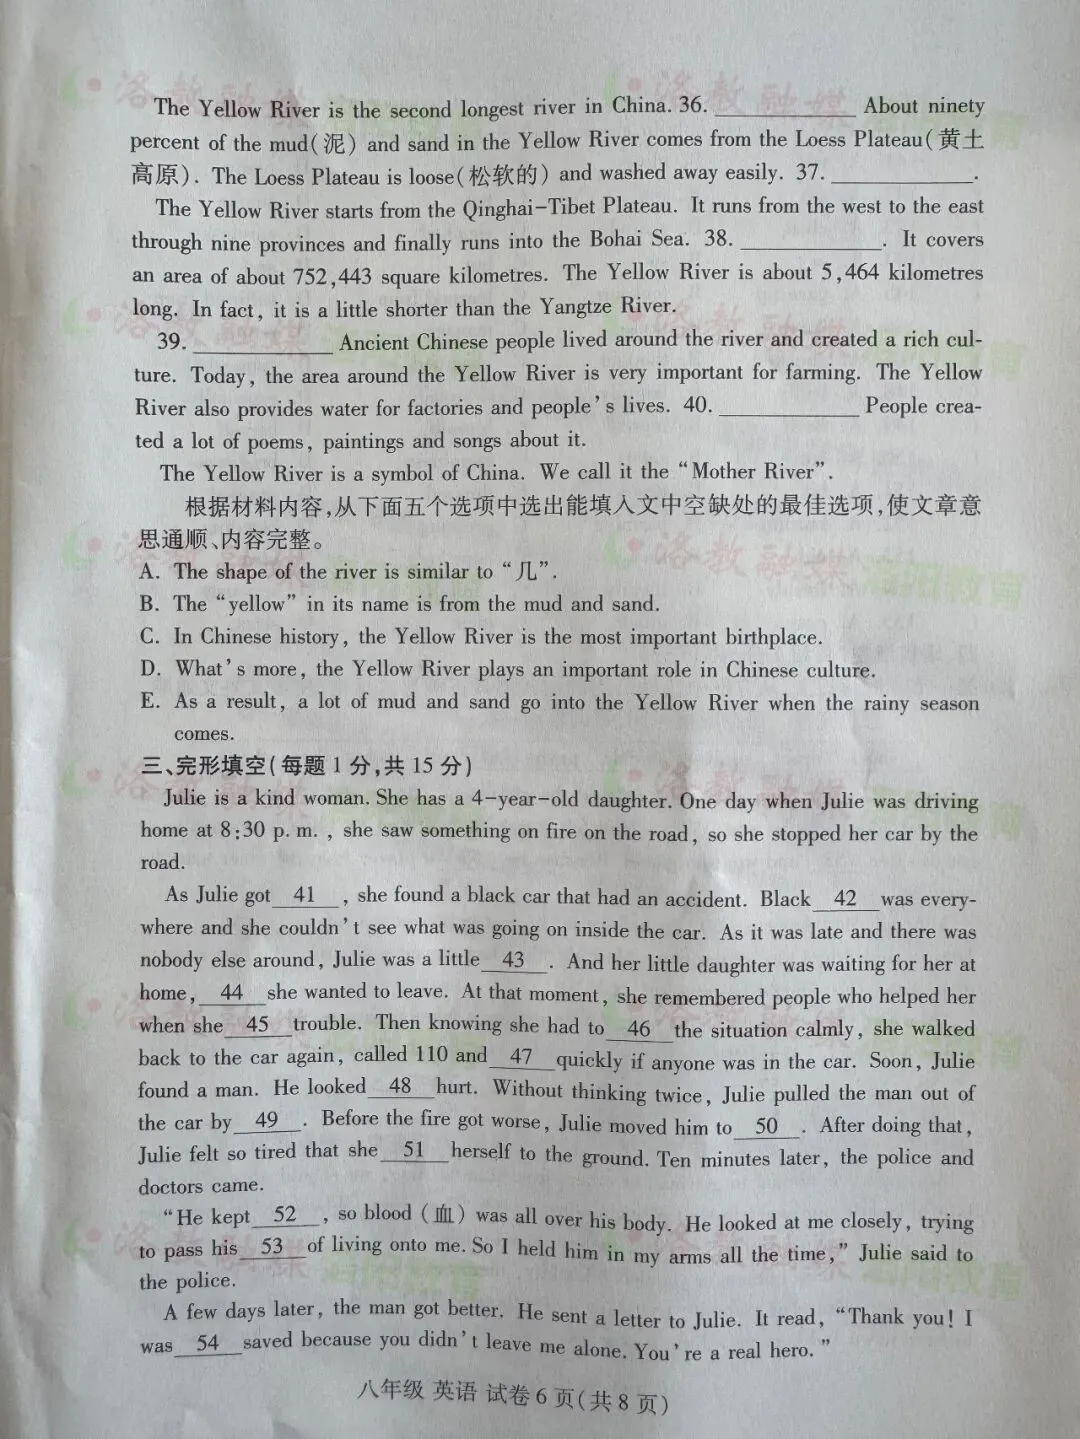 The Yellow River is the second longest river in China. 36. ____________ About ninety
percent of the mud(泥) and sand in the Yellow River comes from the Loess Plateau(黄土
高原). The Loess Plateau is loose(松软的) and washed away easily. 37. ____________.
The Yellow River starts from the Qinghai-Tibet Plateau. It runs from the west to the east
through nine provinces and finally runs into the Bohai Sea. 38. ____________. It covers
an area of about 752,443 square kilometres. The Yellow River is about 5,464 kilometres
long. In fact, it is a little shorter than the Yangtze River.
39. ____________ Ancient Chinese people lived around the river and created a rich cul-
ture. Today, the area around the Yellow River is very important for farming. The Yellow
River also provides water for factories and people's lives. 40. ____________ People crea-
ted a lot of poems, paintings and songs about it.
The Yellow River is a symbol of China. We call it the “Mother River”.
根据材料内容,从下面五个选项中选出能填入文中空缺处的最佳选项,使文章意
思通顺、内容完整。
A. The shape of the river is similar to “几”.
B. The “yellow” in its name is from the mud and sand.
C. In Chinese history, the Yellow River is the most important birthplace.
D. What's more, the Yellow River plays an important role in Chinese culture.
E. As a result, a lot of mud and sand go into the Yellow River when the rainy season
comes.
三、完形填空(每题1分,共15分)
Julie is a kind woman. She has a 4-year-old daughter. One day when Julie was driving
home at 8:30 p. m. , she saw something on fire on the road, so she stopped her car by the
road.
As Julie got 41 , she found a black car that had an accident. Black 42 was every-
where and she couldn't see what was going on inside the car. As it was late and there was
nobody else around, Julie was a little 43 . And her little daughter was waiting for her at
home, 44 she wanted to leave. At that moment, she remembered people who helped her
when she 45 trouble. Then knowing she had to 46 the situation calmly, she walked
back to the car again, called 110 and 47 quickly if anyone was in the car. Soon, Julie
found a man. He looked 48 hurt. Without thinking twice, Julie pulled the man out of
the car by 49 . Before the fire got worse, Julie moved him to 50 . After doing that,
Julie felt so tired that she 51 herself to the ground. Ten minutes later, the police and
doctors came.
“He kept 52 , so blood (血) was all over his body. He looked at me closely, trying
to pass his 53 of living onto me. So I held him in my arms all the time,” Julie said to
the police.
A few days later, the man got better. He sent a letter to Julie. It read, “Thank you! I
was 54 saved because you didn't leave me alone. You're a real hero. ”
八年级 英语 试卷6页(共8页)